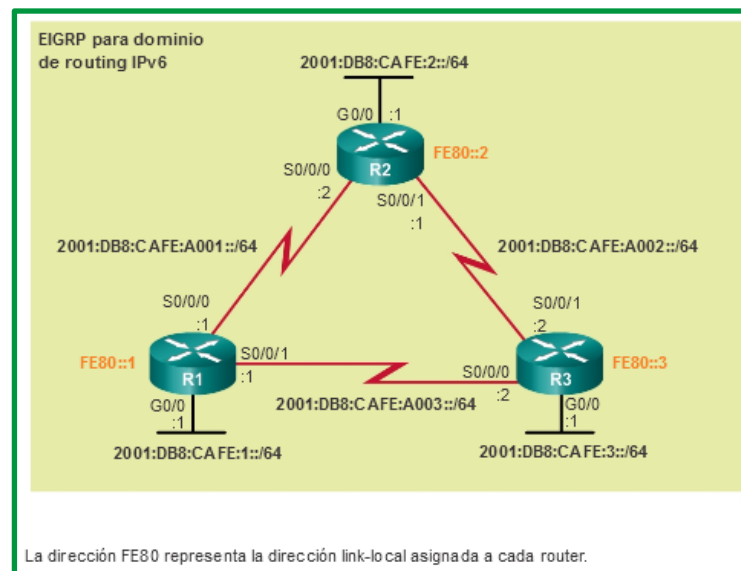 EIGRP para dominio
de routing IPv6
2001:DB8:CAFE:2::/64
G0/0 :1
R2
FE80::2
S0/0/0
:2
S0/0/1
:1
2001:DB8:CAFE:A001::/64
2001:DB8:CAFE:A002::/64
S0/0/0
:1
S0/0/1
:2
FE80::1
R1
S0/0/1
:1
S0/0/0
:2
R3
FE80::3
G0/0
:1
2001:DB8:CAFE:A003::/64
G0/0
:1
2001:DB8:CAFE:1::/64
2001:DB8:CAFE:3::/64
La dirección FE80 representa la dirección link-local asignada a cada router.